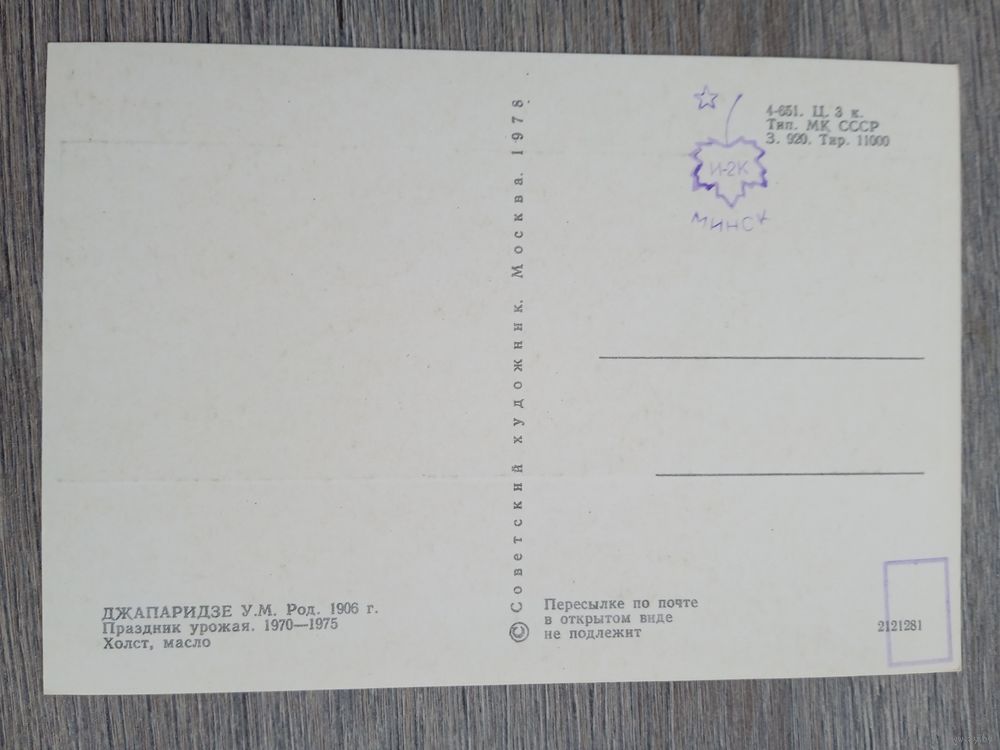 4-651. Ц. 3 к.
Тип. МК СССР
З. 920. Тир. 11000
И-2К
МИНСК
© Советский художник. Москва. 1978
ДЖАПАРИДЗЕ У.М. Род. 1906 г.
Праздник урожая. 1970—1975
Холст, масло
Пересылке по почте
в открытом виде
не подлежит
2121281